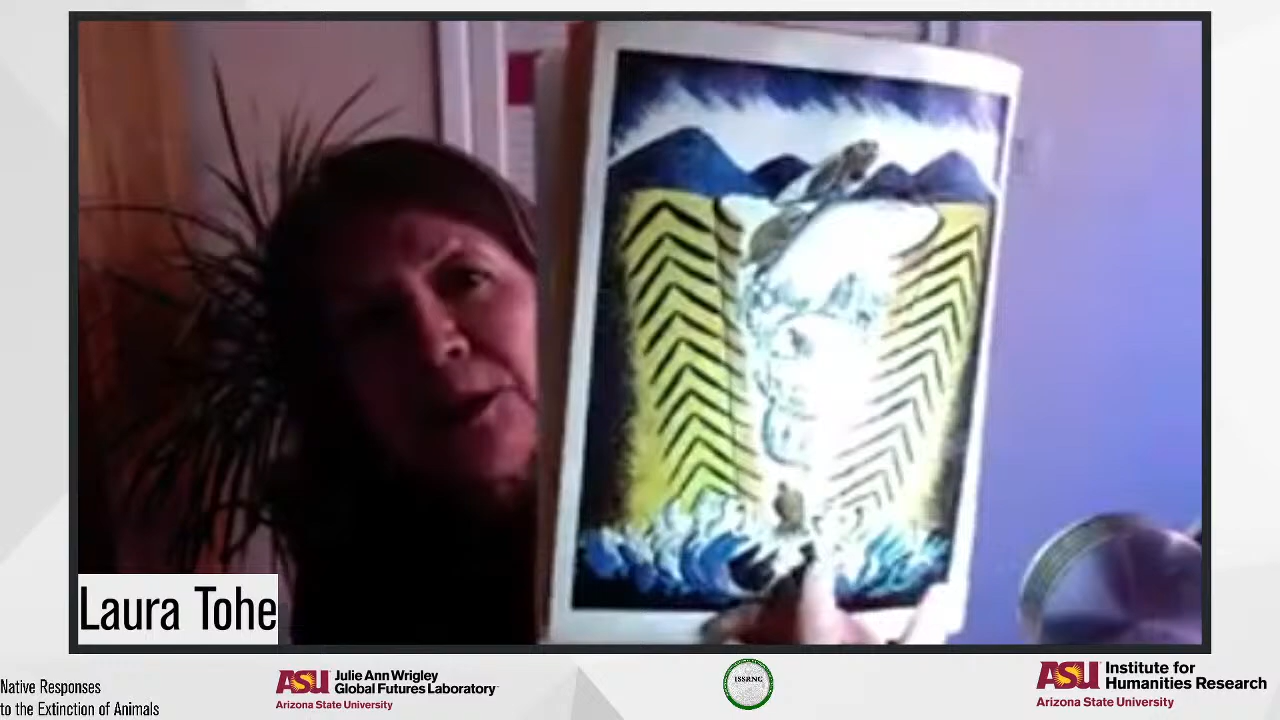 Laura Tohe
Native Responses
to the Extinction of Animals
ASU Julie Ann Wrigley
Global Futures Laboratory
Arizona State University
ISSRNC
ASU Institute for
Humanities Research
Arizona State University